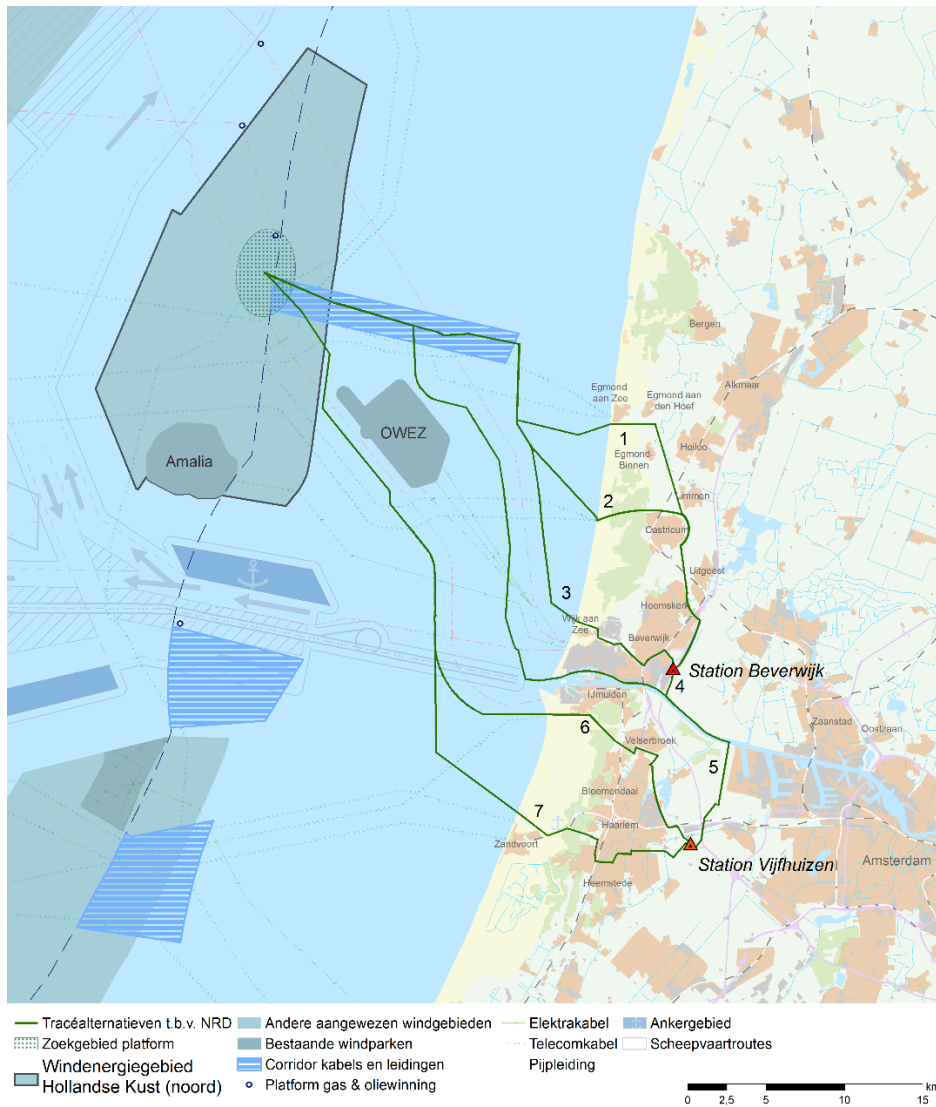 Bergen
Alkmaar
Egmond
aan Zee
Egmond aan
den Hoef
1
Heiloo
Egmond-
Binnen
OWEZ
Amalia
Limmen
2
Castricum
Uitgeest
3
Heemskerk
Wijk aan
Zee
Beverwijk
Station Beverwijk
4
IJmuiden
Zaanstad
Oostzaan
6
Velserbroek
5
Bloemendaal
7
Haarlem
Zandvoort
Station Vijfhuizen
Amsterdam
Heemstede
Tracéalternatieven t.b.v. NRD
Zoekgebied platform
Windenergiegebied
Hollandse Kust (noord)
Andere aangewezen windgebieden
Bestaande windparken
Corridor kabels en leidingen
Platform gas & oliewinning
Elektrakabel
Telecomkabel
Pijpleiding
Ankergebied
Scheepvaartroutes
km
0 2,5 5 10 15